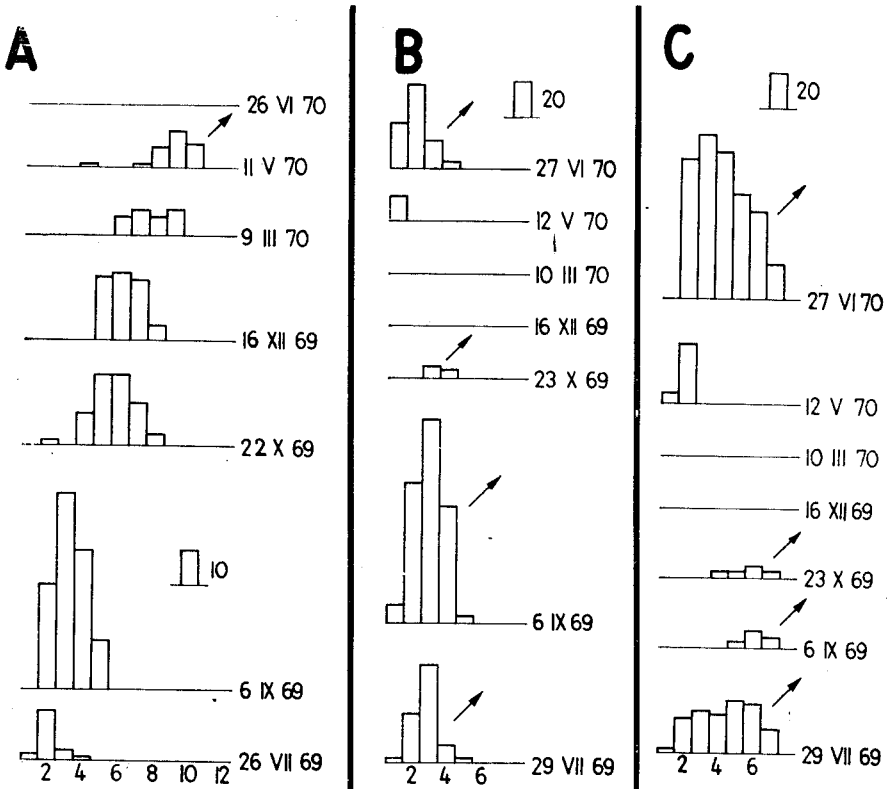 A
26 VI 70
11 V 70
9 III 70
16 XII 69
22 X 69
10
6 IX 69
26 VII 69
2 4 6 8 10 12
B
20
27 VI 70
12 V 70
10 III 70
16 XII 69
23 X 69
6 IX 69
29 VII 69
2 4 6
C
20
27 VI 70
12 V 70
10 III 70
16 XII 69
23 X 69
6 IX 69
29 VII 69
2 4 6